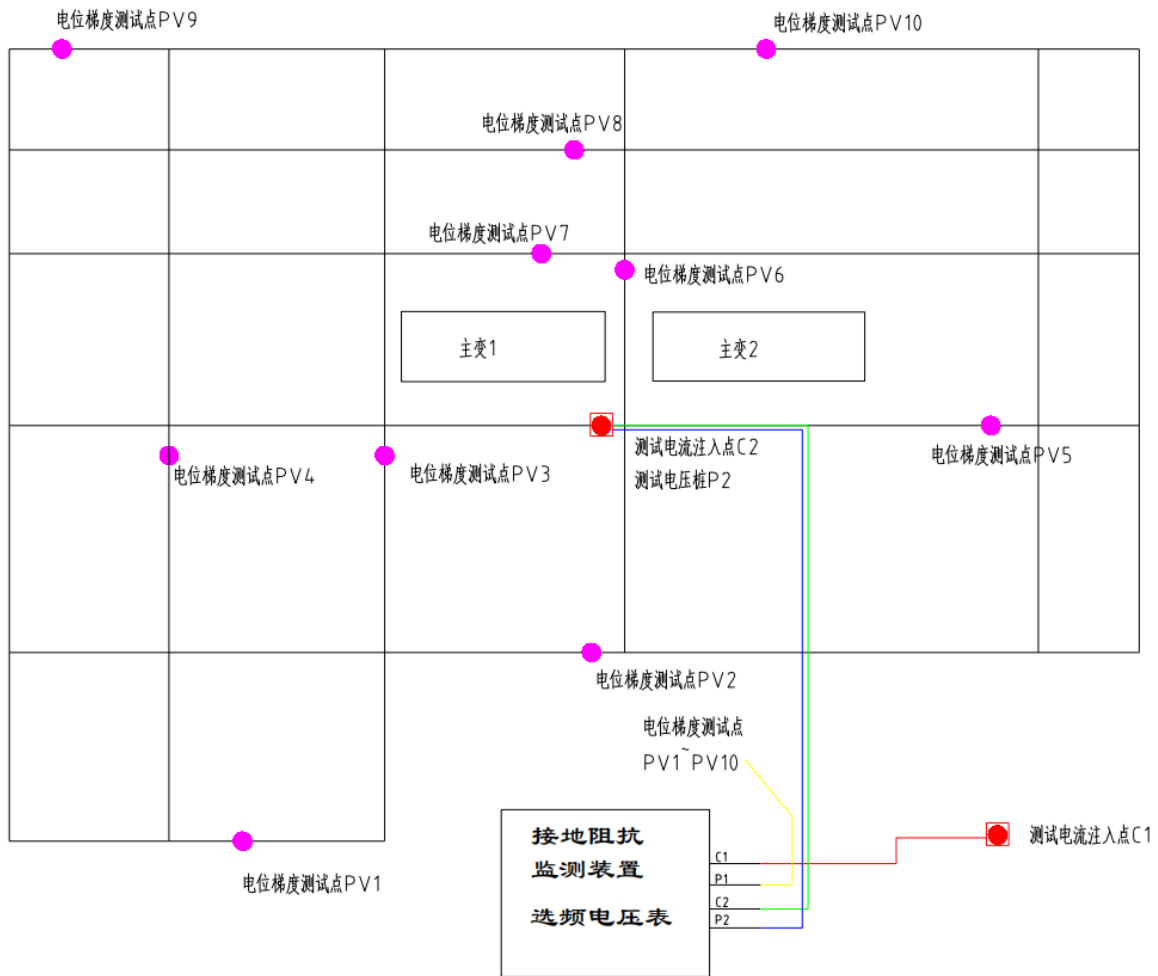 电位梯度测试点PV9
电位梯度测试点PV10
电位梯度测试点PV8
电位梯度测试点PV7
电位梯度测试点PV6
主变1
主变2
测试电流注入点C2
测试电压桩P2
电位梯度测试点PV5
电位梯度测试点PV4
电位梯度测试点PV3
电位梯度测试点PV2
电位梯度测试点
PV1~PV10
接地阻抗
监测装置
选频电压表
C1
P1
C2
P2
测试电流注入点C1
电位梯度测试点PV1